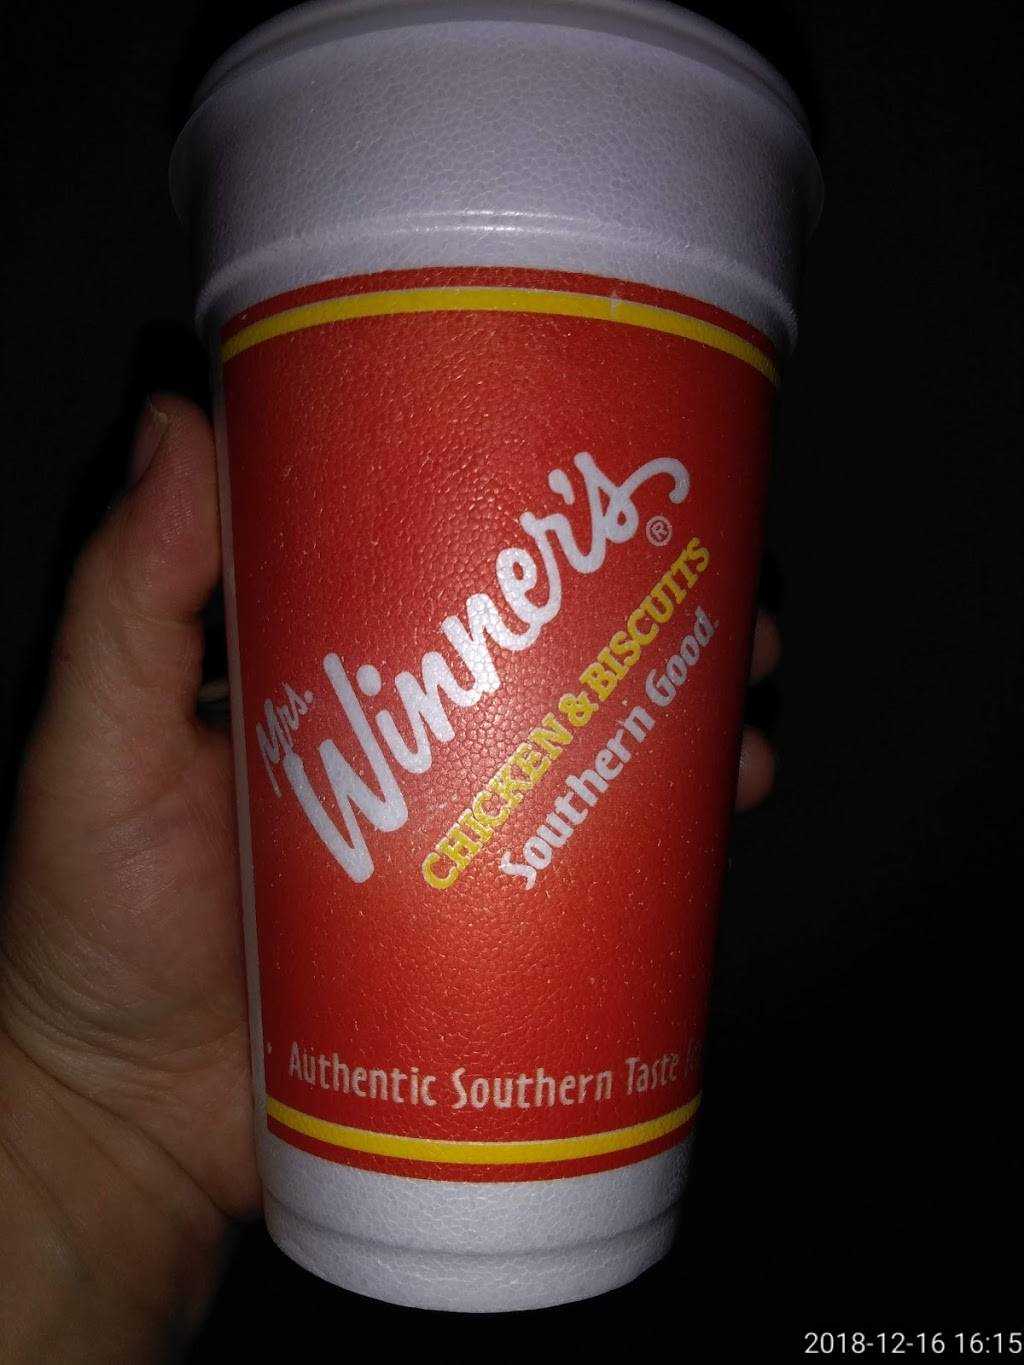 Mrs.
Winner's®
CHICKEN & BISCUITS
Southern Good.
Authentic Southern Taste
2018-12-16 16:15